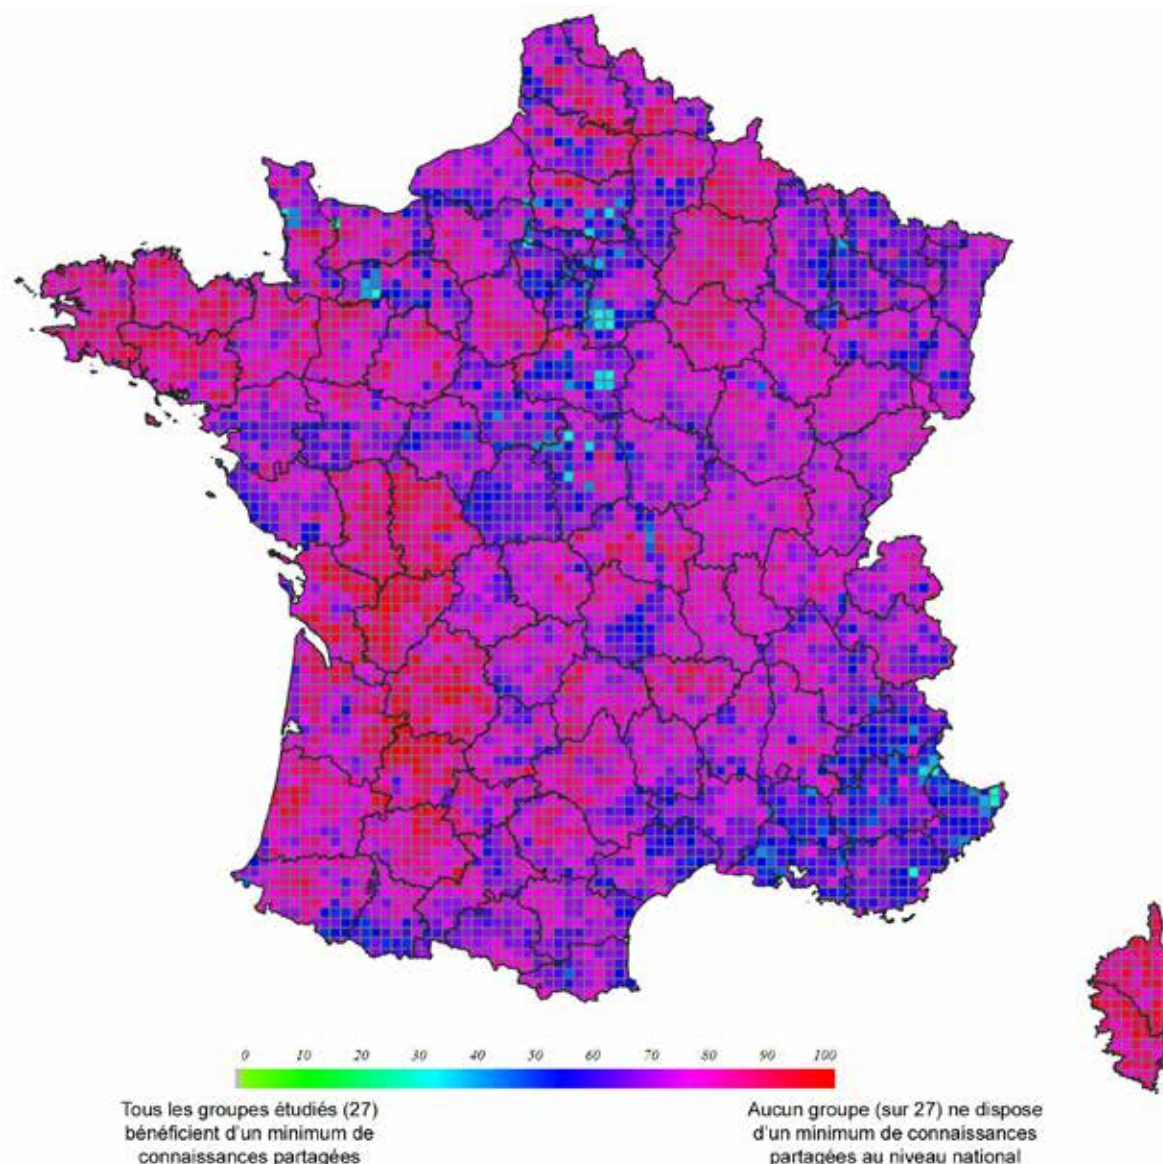 0 10 20 30 40 50 60 70 80 90 100
Tous les groupes étudiés (27)
bénéficient d'un minimum de
connaissances partagées
Aucun groupe (sur 27) ne dispose
d'un minimum de connaissances
partagées au niveau national